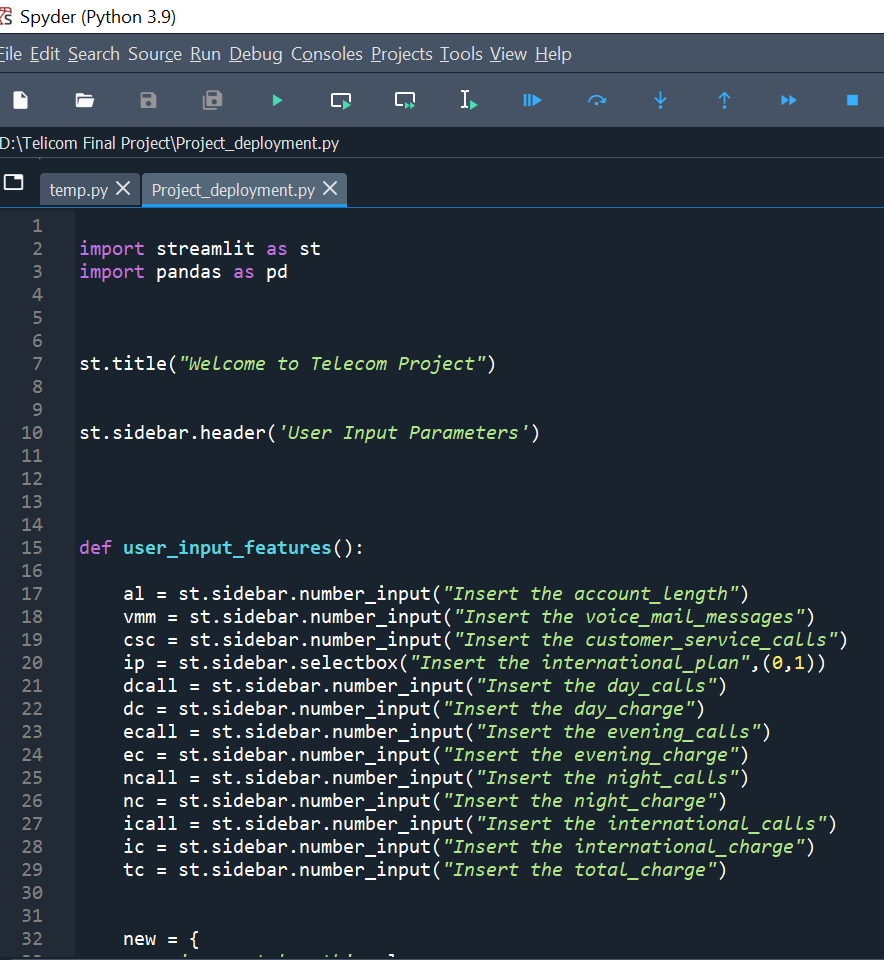 Spyder (Python 3.9)
File Edit Search Source Run Debug Consoles Projects Tools View Help
D:\Telicom Final Project\Project_deployment.py
temp.py Project_deployment.py
1
2 import streamlit as st
3 import pandas as pd
4
5
6
7 st.title("Welcome to Telecom Project")
8
9
10 st.sidebar.header('User Input Parameters')
11
12
13
14
15 def user_input_features():
16
17 al = st.sidebar.number_input("Insert the account_length")
18 vmm = st.sidebar.number_input("Insert the voice_mail_messages")
19 csc = st.sidebar.number_input("Insert the customer_service_calls")
20 ip = st.sidebar.selectbox("Insert the international_plan",(0,1))
21 dcall = st.sidebar.number_input("Insert the day_calls")
22 dc = st.sidebar.number_input("Insert the day_charge")
23 ecall = st.sidebar.number_input("Insert the evening_calls")
24 ec = st.sidebar.number_input("Insert the evening_charge")
25 ncall = st.sidebar.number_input("Insert the night_calls")
26 nc = st.sidebar.number_input("Insert the night_charge")
27 icall = st.sidebar.number_input("Insert the international_calls")
28 ic = st.sidebar.number_input("Insert the international_charge")
29 tc = st.sidebar.number_input("Insert the total_charge")
30
31
32 new = {